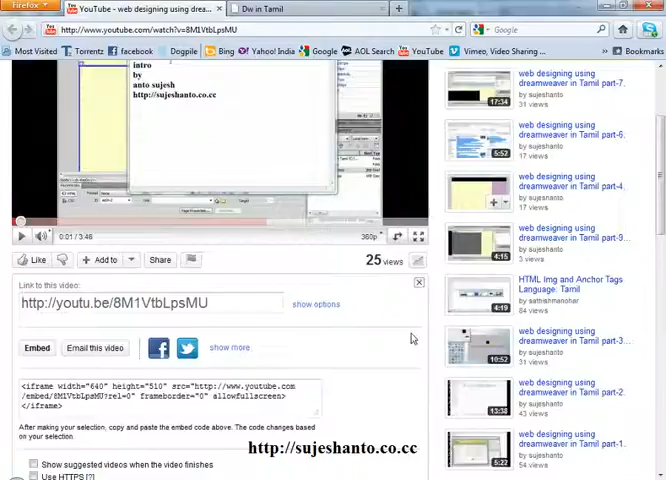 Firefox
YouTube - web designing using drea...
Dw in Tamil
http://www.youtube.com/watch?v=8M1VtbLpsMU
Google
Most Visited
Torrentz
facebook
Dogpile
Yahoo! India
Google
AOL Search
YouTube
Vimeo, Video Sharing ...
intro
by
anto sujesh
http://sujeshanto.co.cc
0:01 / 3:46
360p
Like
Add to
Share
25 views
Link to this video:
http://youtu.be/8M1VtbLpsMU
show options
Embed
Email this video
show more
<iframe width="640" height="510" src="http://www.youtube.com
/embed/8M1VtbLpsMU?rel=0" frameborder="0" allowfullscreen>
</iframe>
After making your selection, copy and paste the embed code above. The code changes based
on your selection.
http://sujeshanto.co.cc
Show suggested videos when the video finishes
Use HTTPS [?]
web designing using
dreamweaver in Tamil part-7.
by sujeshanto
31 views
17:34
web designing using
dreamweaver in Tamil part-6.
by sujeshanto
17 views
5:52
web designing using
dreamweaver in Tamil part-4.
by sujeshanto
17 views
web designing using
dreamweaver in Tamil part-9...
by sujeshanto
3 views
4:15
HTML Img and Anchor Tags
Language: Tamil
by sathishmanohar
84 views
4:19
web designing using
dreamweaver in Tamil part-3...
by sujeshanto
31 views
10:52
web designing using
dreamweaver in Tamil part-2.
by sujeshanto
43 views
13:38
web designing using
dreamweaver in Tamil part-1.
by sujeshanto
54 views
5:22